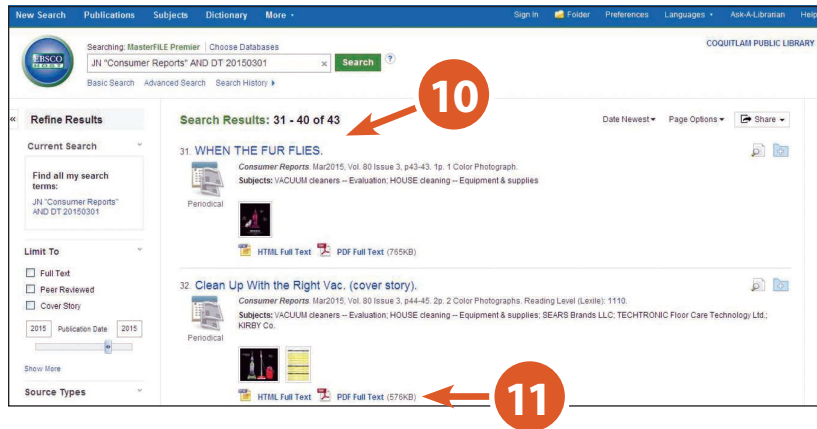 New Search Publications Subjects Dictionary More
Sign In Folder Preferences Languages Ask-A-Librarian Help
EBSCO
HOST
Searching: MasterFILE Premier Choose Databases
COQUITLAM PUBLIC LIBRARY
JN "Consumer Reports" AND DT 20150301 x Search ?
Basic Search Advanced Search Search History
10
« Refine Results
Search Results: 31 - 40 of 43
Date Newest Page Options Share
Current Search
Find all my search
terms:
JN "Consumer Reports"
AND DT 20150301
Limit To
Full Text
Peer Reviewed
Cover Story
2015 Publication Date 2015
Show More
Source Types
31. WHEN THE FUR FLIES.
Consumer Reports. Mar2015, Vol. 80 Issue 3, p43-43. 1p. 1 Color Photograph.
Subjects: VACUUM cleaners -- Evaluation; HOUSE cleaning -- Equipment & supplies
Periodical
HTML Full Text PDF Full Text (765KB)
32. Clean Up With the Right Vac. (cover story).
Consumer Reports. Mar2015, Vol. 80 Issue 3, p44-45. 2p. 2 Color Photographs. Reading Level (Lexile): 1110.
Subjects: VACUUM cleaners -- Evaluation; HOUSE cleaning -- Equipment & supplies; SEARS Brands LLC; TECHTRONIC Floor Care Technology Ltd.;
KIRBY Co.
Periodical
HTML Full Text PDF Full Text (576KB)
11